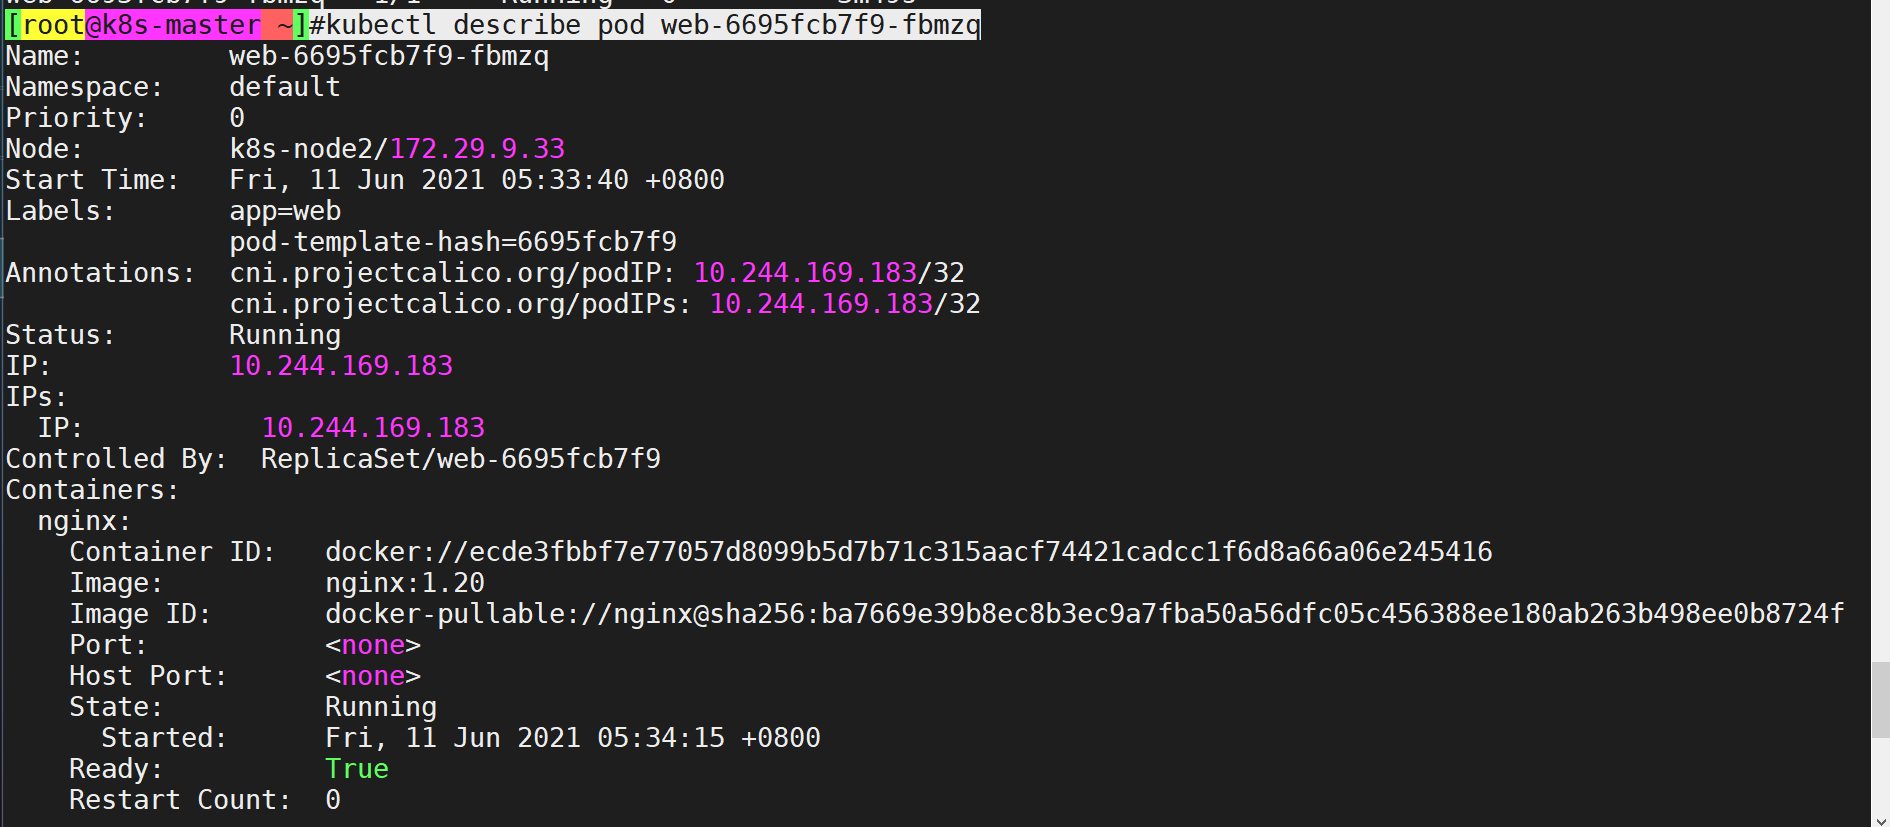 [root@k8s-master ~]#kubectl describe pod web-6695fcb7f9-fbmzq
Name:         web-6695fcb7f9-fbmzq
Namespace:    default
Priority:     0
Node:         k8s-node2/172.29.9.33
Start Time:   Fri, 11 Jun 2021 05:33:40 +0800
Labels:       app=web
              pod-template-hash=6695fcb7f9
Annotations:  cni.projectcalico.org/podIP: 10.244.169.183/32
              cni.projectcalico.org/podIPs: 10.244.169.183/32
Status:       Running
IP:           10.244.169.183
IPs:
  IP:           10.244.169.183
Controlled By:  ReplicaSet/web-6695fcb7f9
Containers:
  nginx:
    Container ID:   docker://ecde3fbbf7e77057d8099b5d7b71c315aacf74421cadcc1f6d8a66a06e245416
    Image:          nginx:1.20
    Image ID:       docker-pullable://nginx@sha256:ba7669e39b8ec8b3ec9a7fba50a56dfc05c456388ee180ab263b498ee0b8724f
    Port:           <none>
    Host Port:      <none>
    State:          Running
      Started:      Fri, 11 Jun 2021 05:34:15 +0800
    Ready:          True
    Restart Count:  0